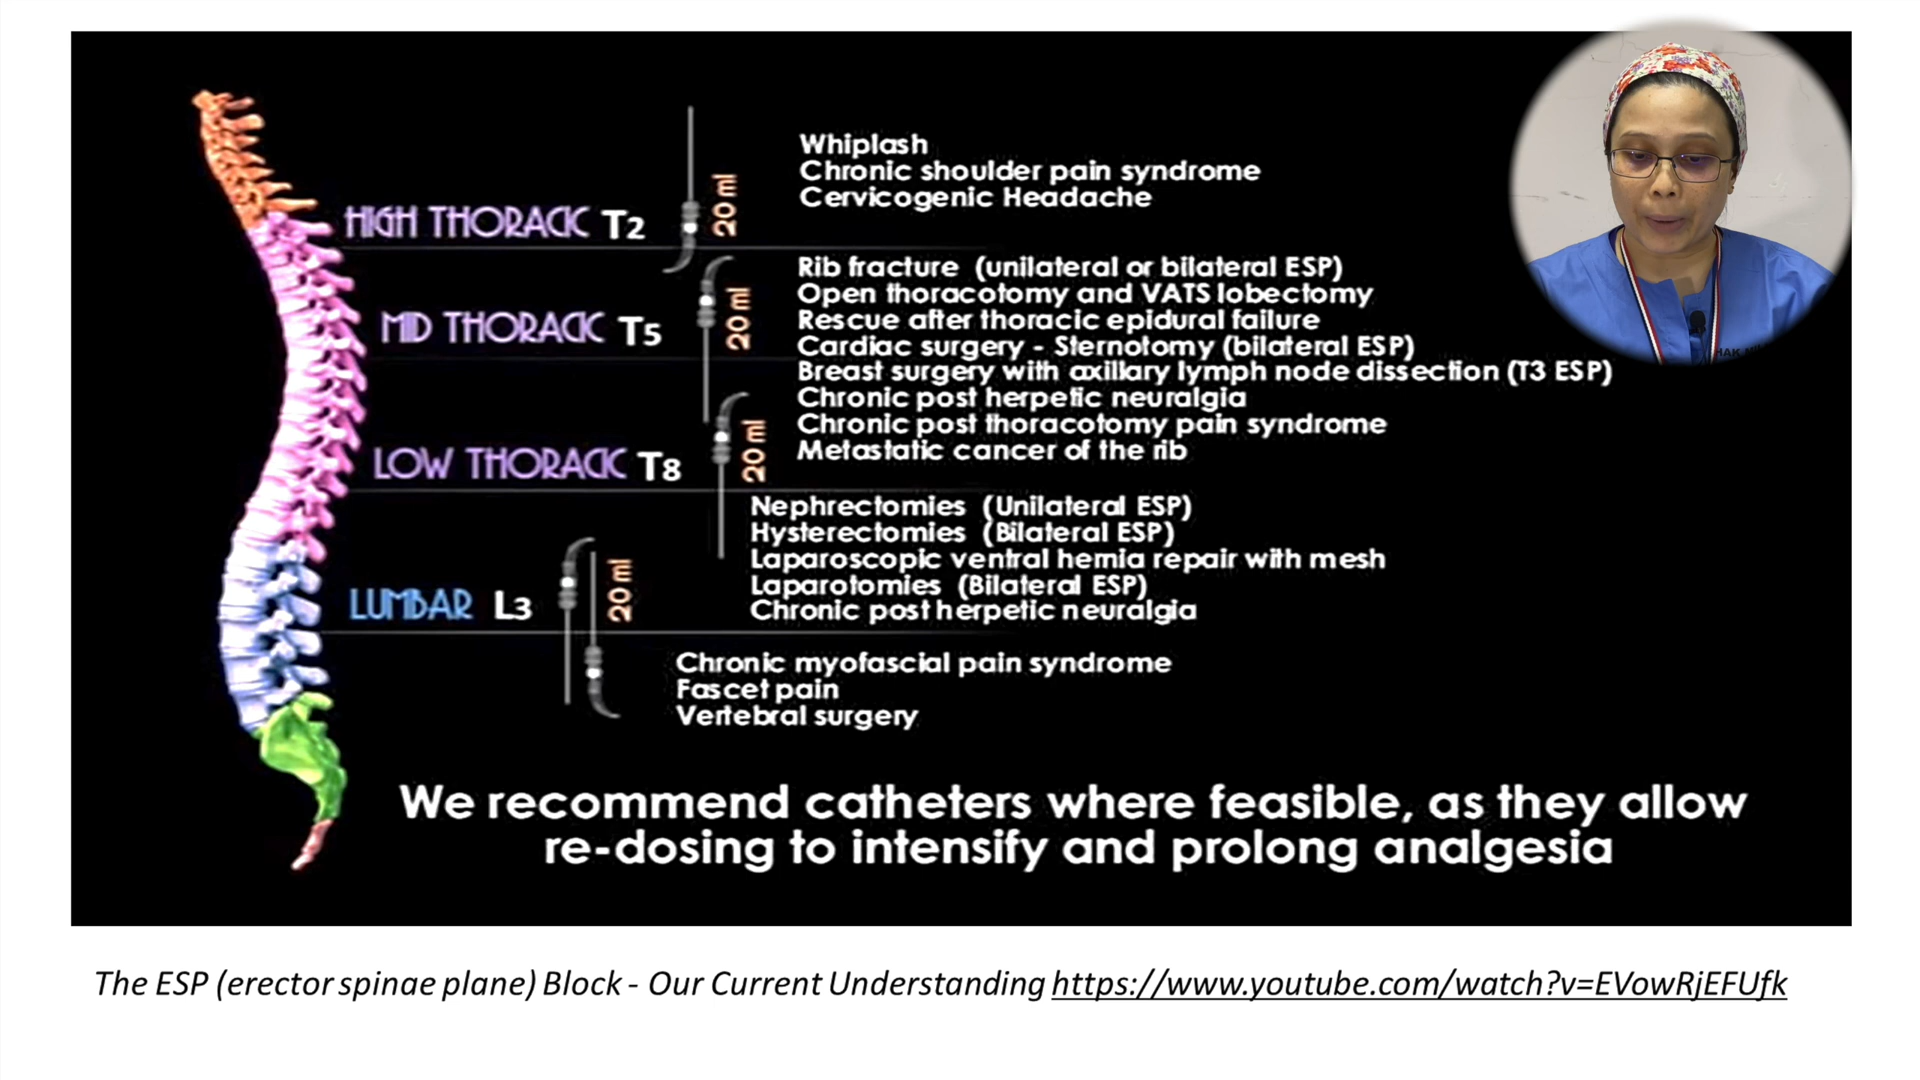 Whiplash
Chronic shoulder pain syndrome
Cervicogenic Headache
HIGH THORACIC T2
20 ml
Rib fracture (unilateral or bilateral ESP)
Open thoracotomy and VATS lobectomy
Rescue after thoracic epidural failure
Cardiac surgery - Sternotomy (bilateral ESP)
Breast surgery with axillary lymph node dissection (T3 ESP)
Chronic post herpetic neuralgia
Chronic post thoracotomy pain syndrome
Metastatic cancer of the rib
MID THORACIC T5
20 ml
LOW THORACIC T8
20 ml
Nephrectomies (Unilateral ESP)
Hysterectomies (Bilateral ESP)
Laparoscopic ventral hernia repair with mesh
Laparotomies (Bilateral ESP)
Chronic post herpetic neuralgia
LUMBAR L3
20 ml
Chronic myofascial pain syndrome
Fascet pain
Vertebral surgery
We recommend catheters where feasible, as they allow
re-dosing to intensify and prolong analgesia
The ESP (erector spinae plane) Block - Our Current Understanding https://www.youtube.com/watch?v=EVowRjEFUfk